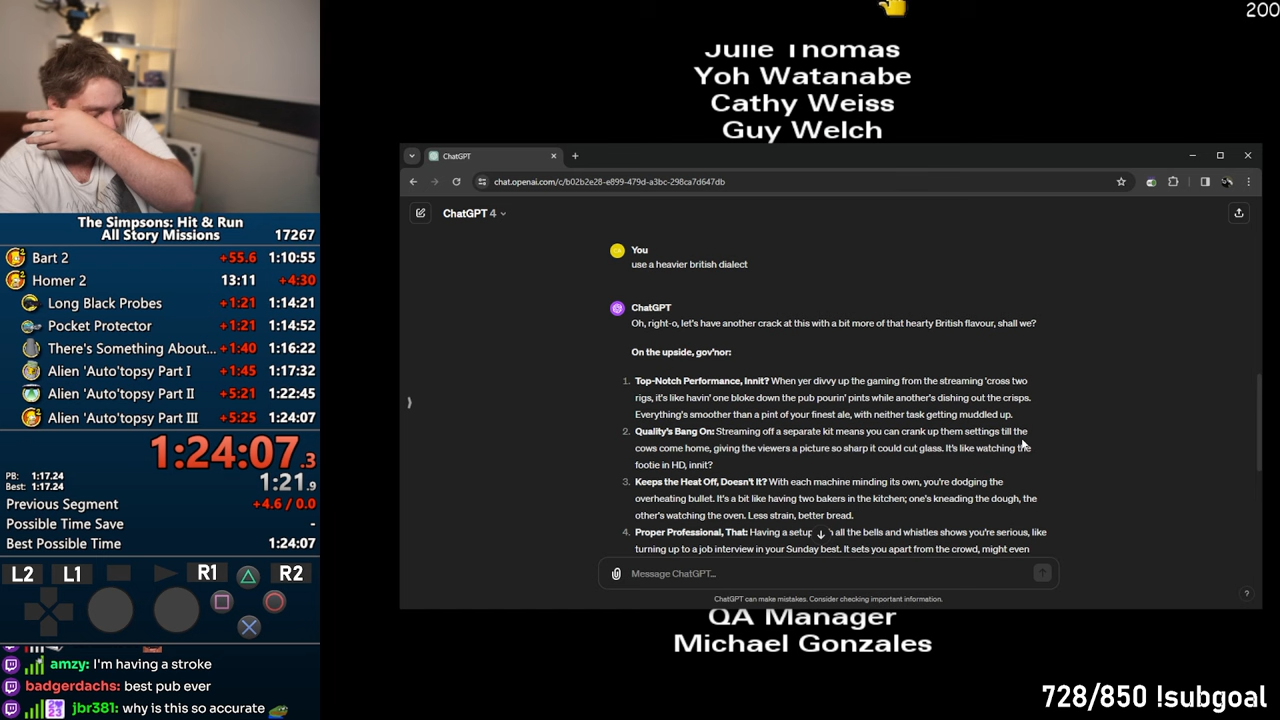 200
Julie Thomas
Yoh Watanabe
Cathy Weiss
Guy Welch
ChatGPT
chat.openai.com/c/b02b2e28-e899-479d-a3bc-298ca7d647db
ChatGPT 4
You
use a heavier british dialect
ChatGPT
Oh, right-o, let's have another crack at this with a bit more of that hearty British flavour, shall we?
On the upside, gov'nor:
1. Top-Notch Performance, Innit? When yer divvy up the gaming from the streaming 'cross two
rigs, it's like havin' one bloke down the pub pourin' pints while another's dishing out the crisps.
Everything's smoother than a pint of your finest ale, with neither task getting muddled up.
2. Quality's Bang On: Streaming off a separate kit means you can crank up them settings till the
cows come home, giving the viewers a picture so sharp it could cut glass. It's like watching the
footie in HD, innit?
3. Keeps the Heat Off, Doesn't It? With each machine minding its own, you're dodging the
overheating bullet. It's a bit like having two bakers in the kitchen; one's kneading the dough, the
other's watching the oven. Less strain, better bread.
4. Proper Professional, That: Having a setup all the bells and whistles shows you're serious, like
turning up to a job interview in your Sunday best. It sets you apart from the crowd, might even
Message ChatGPT...
ChatGPT can make mistakes. Consider checking important information.
?
QA Manager
Michael Gonzales
728/850 !subgoal
The Simpsons: Hit & Run
All Story Missions 17267
Bart 2 +55.6 1:10:55
Homer 2 13:11 +4:30
Long Black Probes +1:21 1:14:21
Pocket Protector +1:21 1:14:52
There's Something About... +1:40 1:16:22
Alien 'Auto'topsy Part I +1:45 1:17:32
Alien 'Auto'topsy Part II +5:21 1:22:45
Alien 'Auto'topsy Part III +5:25 1:24:07
1:24:07.3
PB: 1:17.24
Best: 1:17.24
1:21.9
Previous Segment +4.6 / 0.0
Possible Time Save -
Best Possible Time 1:24:07
L2 L1 R1 R2
amzy: I'm having a stroke
badgerdachs: best pub ever
jbr381: why is this so accurate